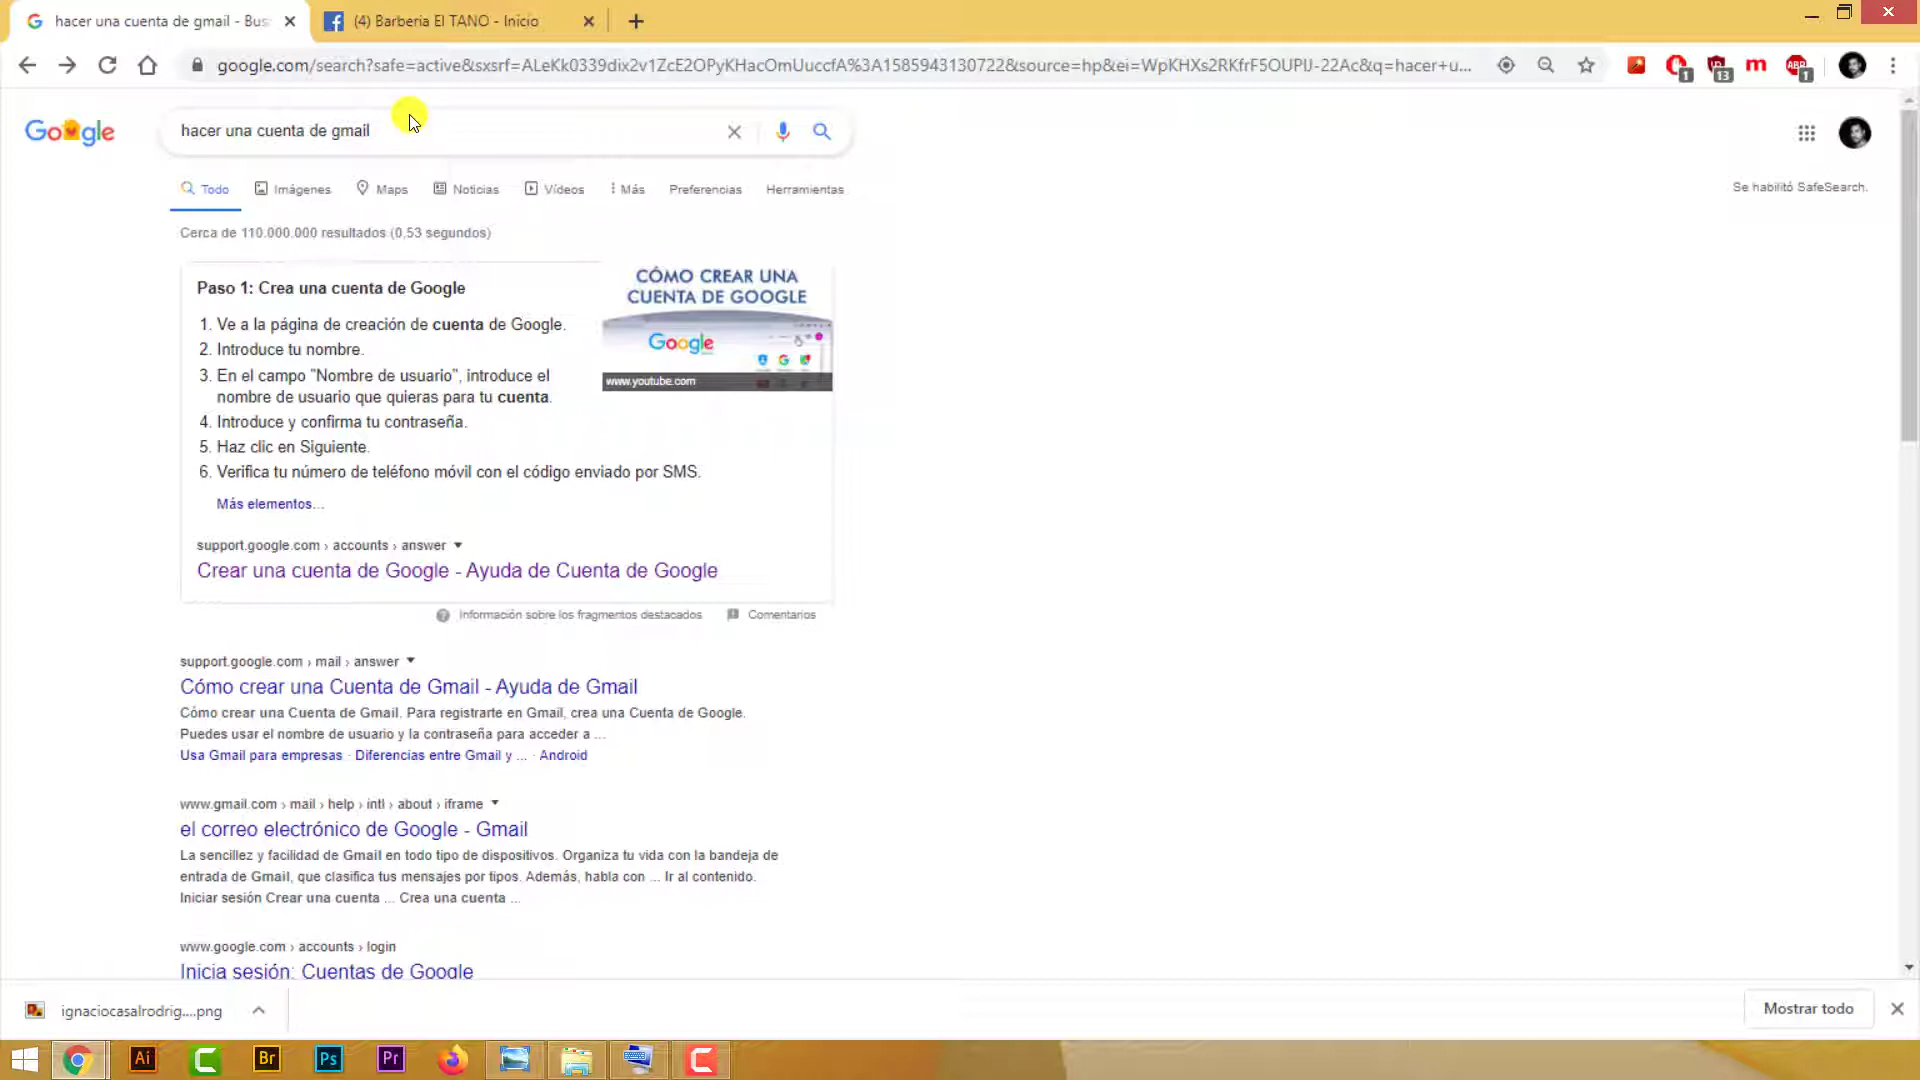 hacer una cuenta de gmail - Bus
(4) Barberia El TANO - Inicio
google.com/search?safe=active&sxsrf=ALeKk0339dix2v1ZcE2OPyKHacOmUuccfA%3A1585943130722&source=hp&ei=WpKHXs2RKfrF5OUPIJ-22Ac&q=hacer+u...
1
13
m
ABP
1
Google
hacer una cuenta de gmail
Todo
Imágenes
Maps
Noticias
Vídeos
Más
Preferencias
Herramientas
Se habilitó SafeSearch.
Cerca de 110.000.000 resultados (0,53 segundos)
Paso 1: Crea una cuenta de Google
1. Ve a la página de creación de cuenta de Google.
2. Introduce tu nombre.
3. En el campo "Nombre de usuario", introduce el
nombre de usuario que quieras para tu cuenta.
4. Introduce y confirma tu contraseña.
5. Haz clic en Siguiente.
6. Verifica tu número de teléfono móvil con el código enviado por SMS.
CÓMO CREAR UNA
CUENTA DE GOOGLE
Google
www.youtube.com
Más elementos...
support.google.com › accounts › answer
Crear una cuenta de Google - Ayuda de Cuenta de Google
Información sobre los fragmentos destacados
Comentarios
support.google.com › mail › answer
Cómo crear una Cuenta de Gmail - Ayuda de Gmail
Cómo crear una Cuenta de Gmail. Para registrarte en Gmail, crea una Cuenta de Google.
Puedes usar el nombre de usuario y la contraseña para acceder a ...
Usa Gmail para empresas · Diferencias entre Gmail y ... · Android
www.gmail.com › mail › help › intl › about › iframe
el correo electrónico de Google - Gmail
La sencillez y facilidad de Gmail en todo tipo de dispositivos. Organiza tu vida con la bandeja de
entrada de Gmail, que clasifica tus mensajes por tipos. Además, habla con ... Ir al contenido.
Iniciar sesión Crear una cuenta ... Crea una cuenta ...
www.google.com › accounts › login
Inicia sesión: Cuentas de Google
ignaciocasalrodrig....png
Mostrar todo
Ai
Br
Ps
Pr